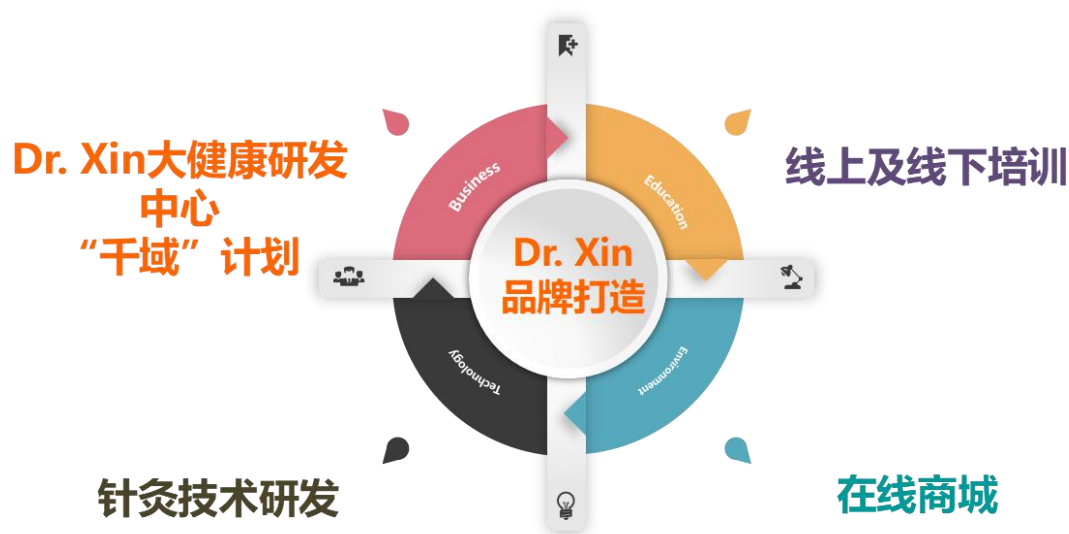 Dr. Xin大健康研发
中心
“千域”计划
线上及线下培训
Business
Education
Dr. Xin
品牌打造
Technology
Environment
针灸技术研发
在线商城